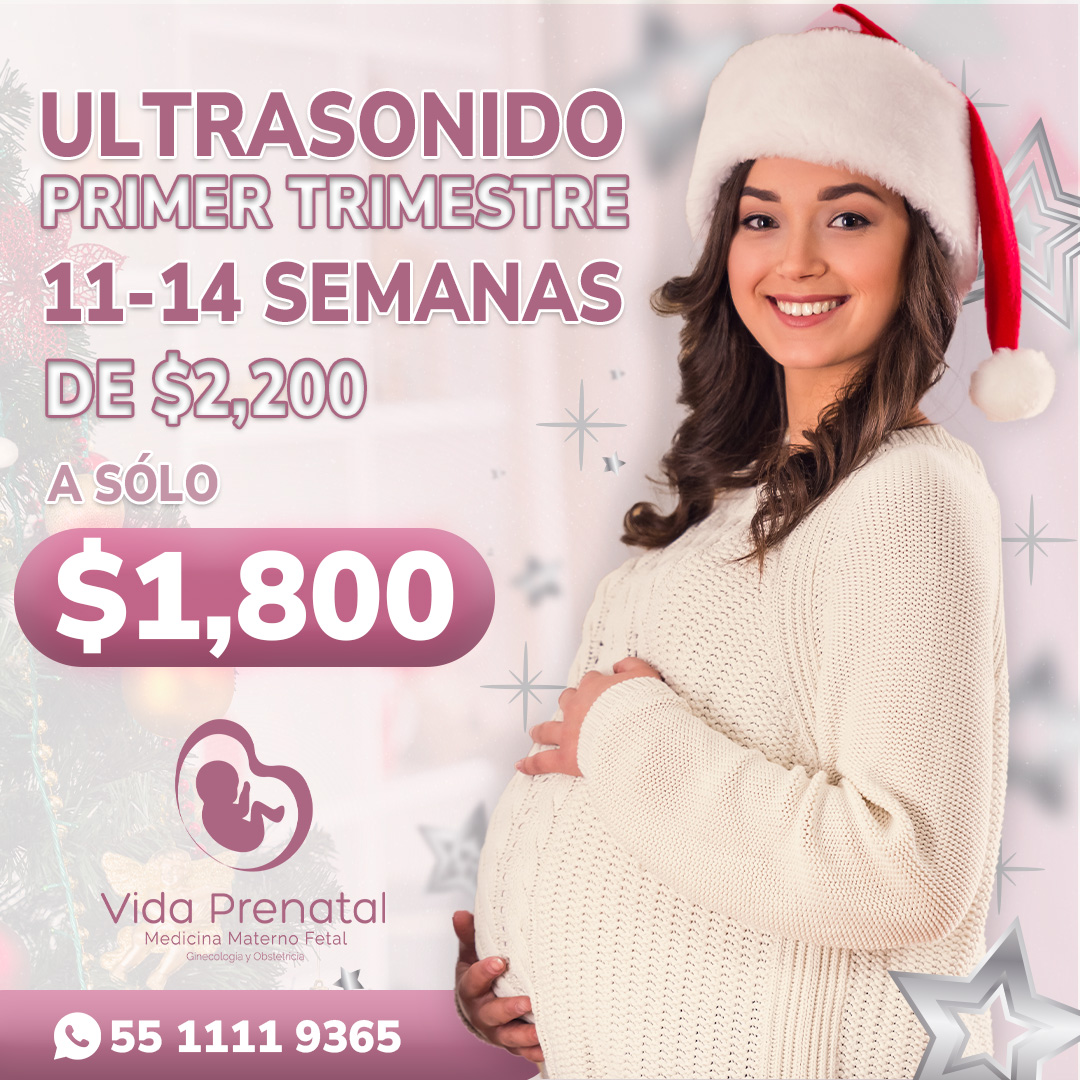 ULTRASONIDO
PRIMER TRIMESTRE
11-14 SEMANAS
DE $2,200
A SÓLO
$1,800
Vida Prenatal
Medicina Materno Fetal
Ginecología y Obstetricia
55 1111 9365